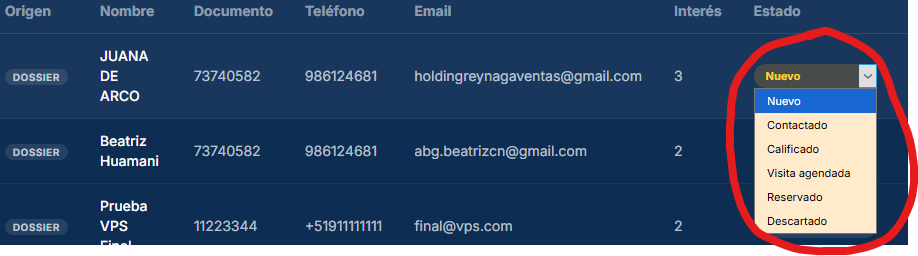 Origen Nombre Documento Teléfono Email Interés Estado
DOSSIER JUANA DE ARCO 73740582 986124681 holdingreynagaventas@gmail.com 3 Nuevo
Nuevo
Contactado
DOSSIER Beatriz Huamani 73740582 986124681 abg.beatrizcn@gmail.com 2
Calificado
Visita agendada
Reservado
DOSSIER Prueba VPS Final 11223344 +51911111111 final@vps.com 2
Descartado